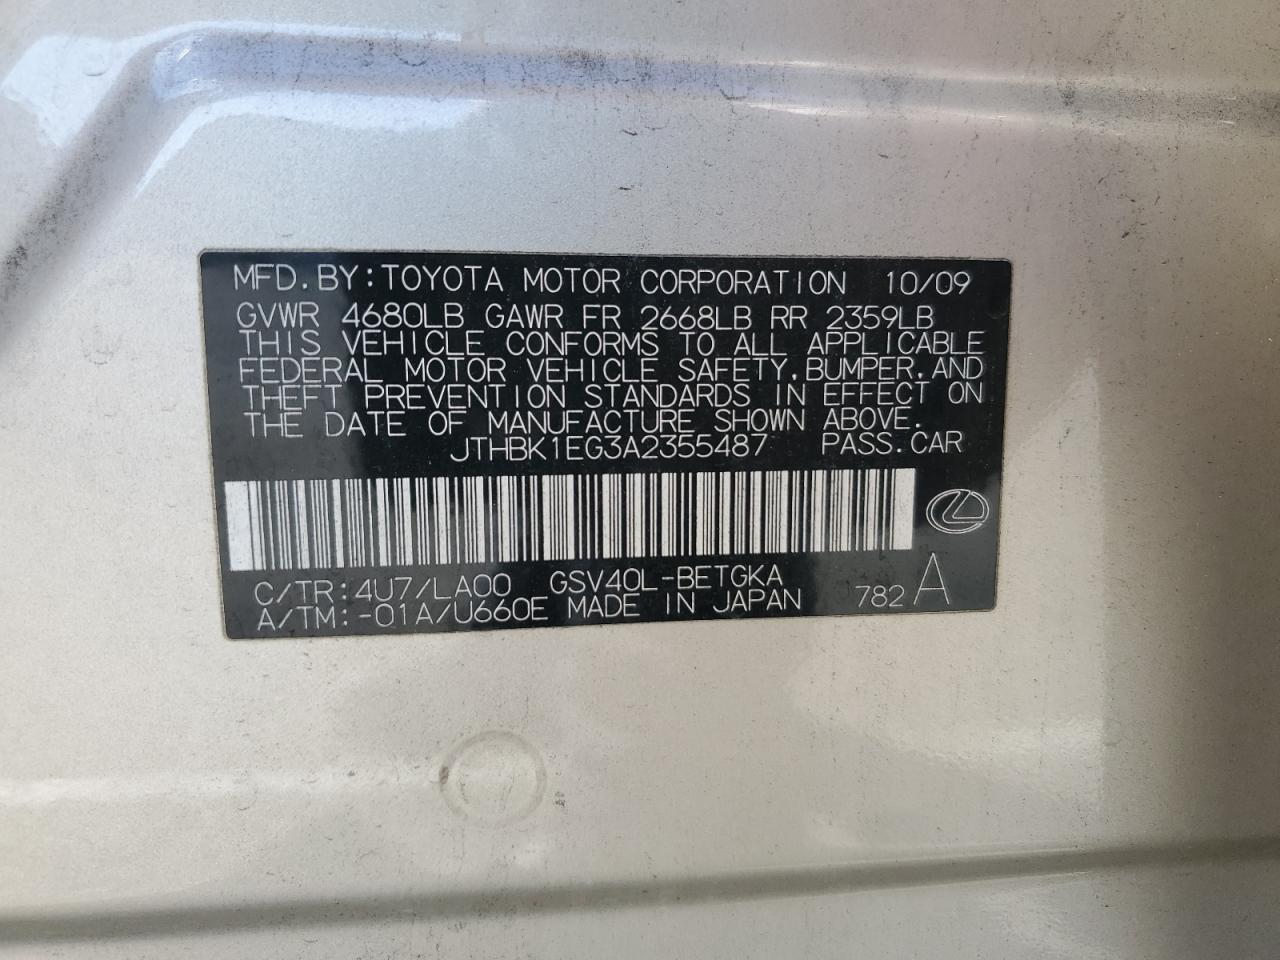 MFD.BY:TOYOTA MOTOR CORPORATION 10/09
GVWR 4680LB GAWR FR 2668LB RR 2359LB
THIS VEHICLE CONFORMS TO ALL APPLICABLE
FEDERAL MOTOR VEHICLE SAFETY,BUMPER,AND
THEFT PREVENTION STANDARDS IN EFFECT ON
THE DATE OF MANUFACTURE SHOWN ABOVE.
JTHBK1EG3A2355487 PASS.CAR
C/TR:4U7/LA00 GSV40L-BETGKA
A/TM:-01A/U660E MADE IN JAPAN 782 A